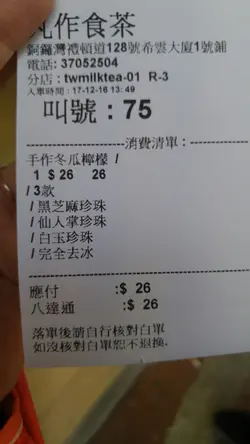 丸作食茶
銅鑼灣禮頓道128號希雲大廈1號舖
電話: 37052504
分店 : twmilktea-01 R-3
入單時間 : 17-12-16 13:49
叫號 : 75
消費清單 :
手作冬瓜檸檬 /
1 $ 26 26
/ 3款
/ 黑芝麻珍珠
/ 仙人掌珍珠
/ 白玉珍珠
/ 完全去冰
應付 :$ 26
八達通 :$ 26
落單後請自行核對白單
如沒核對白單恕不退換.